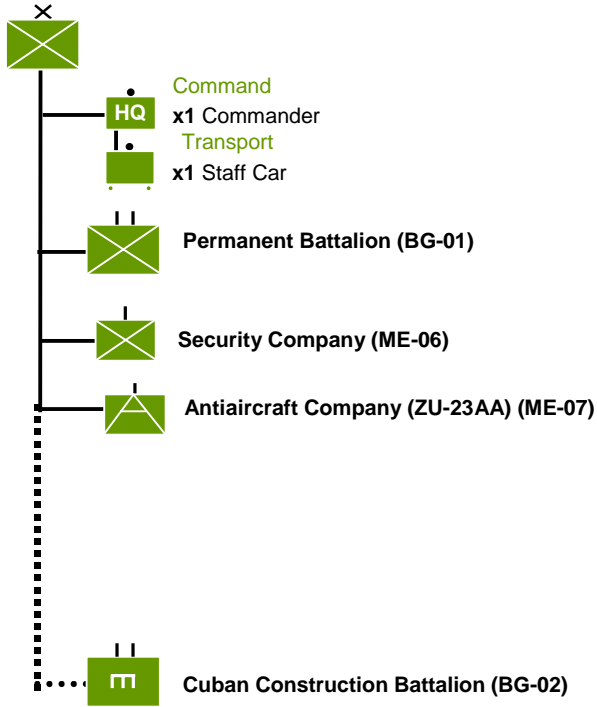 Command
HQ
x1 Commander
Transport
x1 Staff Car
Permanent Battalion (BG-01)
Security Company (ME-06)
Antiaircraft Company (ZU-23AA) (ME-07)
Cuban Construction Battalion (BG-02)